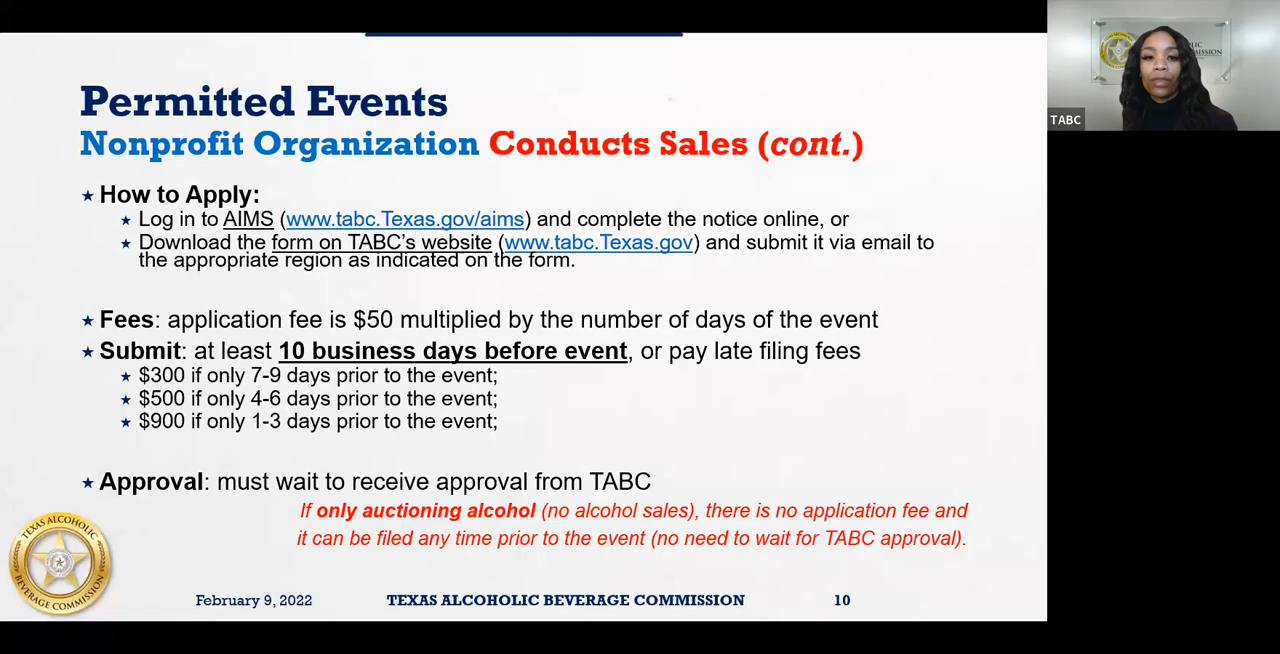 Permitted Events
Nonprofit Organization Conducts Sales (cont.)
How to Apply:
Log in to AIMS (www.tabc.Texas.gov/aims) and complete the notice online, or
Download the form on TABC's website (www.tabc.Texas.gov) and submit it via email to
the appropriate region as indicated on the form.
Fees: application fee is $50 multiplied by the number of days of the event
Submit: at least 10 business days before event, or pay late filing fees
$300 if only 7-9 days prior to the event;
$500 if only 4-6 days prior to the event;
$900 if only 1-3 days prior to the event;
Approval: must wait to receive approval from TABC
If only auctioning alcohol (no alcohol sales), there is no application fee and
it can be filed any time prior to the event (no need to wait for TABC approval).
TEXAS ALCOHOLIC
BEVERAGE COMMISSION
February 9, 2022
TEXAS ALCOHOLIC BEVERAGE COMMISSION
10
TABC